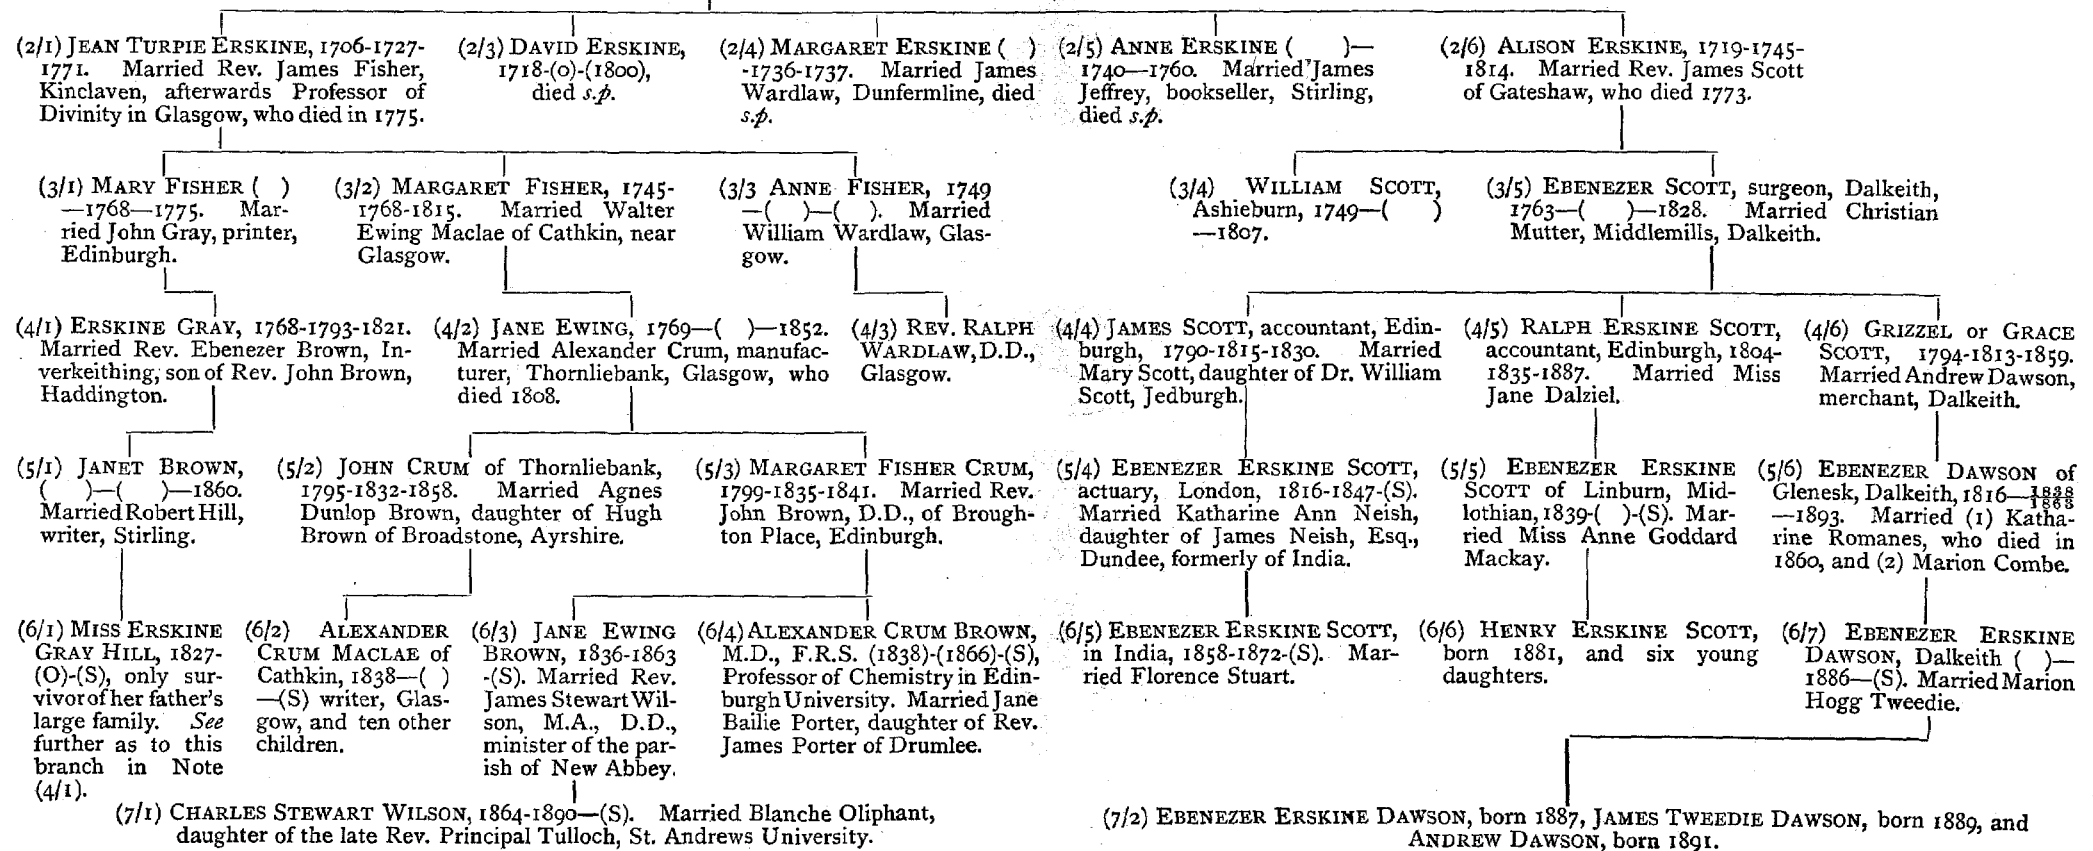 (2/1) JEAN TURPIE ERSKINE, 1706-1727-
1771. Married Rev. James Fisher,
Kinclaven, afterwards Professor of
Divinity in Glasgow, who died in 1775.
(2/3) DAVID ERSKINE,
1718-(0)-(1800),
died s.p.
(2/4) MARGARET ERSKINE ( )
-1736-1737. Married James
Wardlaw, Dunfermline, died
s.p.
(2/5) ANNE ERSKINE ( )—
1740—1760. Married James
Jeffrey, bookseller, Stirling,
died s.p.
(2/6) ALISON ERSKINE, 1719-1745-
1814. Married Rev. James Scott
of Gateshaw, who died 1773.
(3/1) MARY FISHER ( )
—1768—1775. Mar-
ried John Gray, printer,
Edinburgh.
(3/2) MARGARET FISHER, 1745-
1768-1815. Married Walter
Ewing Maclae of Cathkin, near
Glasgow.
(3/3 ANNE FISHER, 1749
—( )—( ). Married
William Wardlaw, Glas-
gow.
(3/4) WILLIAM SCOTT,
Ashieburn, 1749—( )
—1807.
(3/5) EBENEZER SCOTT, surgeon, Dalkeith,
1763—( )—1828. Married Christian
Mutter, Middlemills, Dalkeith.
(4/1) ERSKINE GRAY, 1768-1793-1821.
Married Rev. Ebenezer Brown, In-
verkeithing, son of Rev. John Brown,
Haddington.
(4/2) JANE EWING, 1769—( )—1852.
Married Alexander Crum, manufac-
turer, Thornliebank, Glasgow, who
died 1808.
(4/3) REV. RALPH
WARDLAW, D.D.,
Glasgow.
(4/4) JAMES SCOTT, accountant, Edin-
burgh, 1790-1815-1830. Married
Mary Scott, daughter of Dr. William
Scott, Jedburgh.
(4/5) RALPH ERSKINE SCOTT,
accountant, Edinburgh, 1804-
1835-1887. Married Miss
Jane Dalziel.
(4/6) GRIZZEL or GRACE
SCOTT, 1794-1813-1859.
Married Andrew Dawson,
merchant, Dalkeith.
(5/1) JANET BROWN,
( )—( )—1860.
Married Robert Hill,
writer, Stirling.
(5/2) JOHN CRUM of Thornliebank,
1795-1832-1858. Married Agnes
Dunlop Brown, daughter of Hugh
Brown of Broadstone, Ayrshire.
(5/3) MARGARET FISHER CRUM,
1799-1835-1841. Married Rev.
John Brown, D.D., of Brough-
ton Place, Edinburgh.
(5/4) EBENEZER ERSKINE SCOTT,
actuary, London, 1816-1847-(S).
Married Katharine Ann Neish,
daughter of James Neish, Esq.,
Dundee, formerly of India.
(5/5) EBENEZER ERSKINE
SCOTT of Linburn, Mid-
lothian, 1839-( )-(S). Mar-
ried Miss Anne Goddard
Mackay.
(5/6) EBENEZER DAWSON of
Glenesk, Dalkeith, 1816—1838/1868
—1893. Married (1) Katha-
rine Romanes, who died in
1860, and (2) Marion Combe.
(6/1) MISS ERSKINE
GRAY HILL, 1827-
(O)-(S), only sur-
vivor of her father's
large family. See
further as to this
branch in Note
(4/1).
(6/2) ALEXANDER
CRUM MACLAE of
Cathkin, 1838—( )
—(S) writer, Glas-
gow, and ten other
children.
(6/3) JANE EWING
BROWN, 1836-1863
-(S). Married Rev.
James Stewart Wil-
son, M.A., D.D.,
minister of the par-
ish of New Abbey.
(6/4) ALEXANDER CRUM BROWN,
M.D., F.R.S. (1838)-(1866)-(S),
Professor of Chemistry in Edin-
burgh University. Married Jane
Bailie Porter, daughter of Rev.
James Porter of Drumlee.
(6/5) EBENEZER ERSKINE SCOTT,
in India, 1858-1872-(S). Mar-
ried Florence Stuart.
(6/6) HENRY ERSKINE SCOTT,
born 1881, and six young
daughters.
(6/7) EBENEZER ERSKINE
DAWSON, Dalkeith ( )—
1886—(S). Married Marion
Hogg Tweedie.
(7/1) CHARLES STEWART WILSON, 1864-1890—(S). Married Blanche Oliphant,
daughter of the late Rev. Principal Tulloch, St. Andrews University.
(7/2) EBENEZER ERSKINE DAWSON, born 1887, JAMES TWEEDIE DAWSON, born 1889, and
ANDREW DAWSON, born 1891.